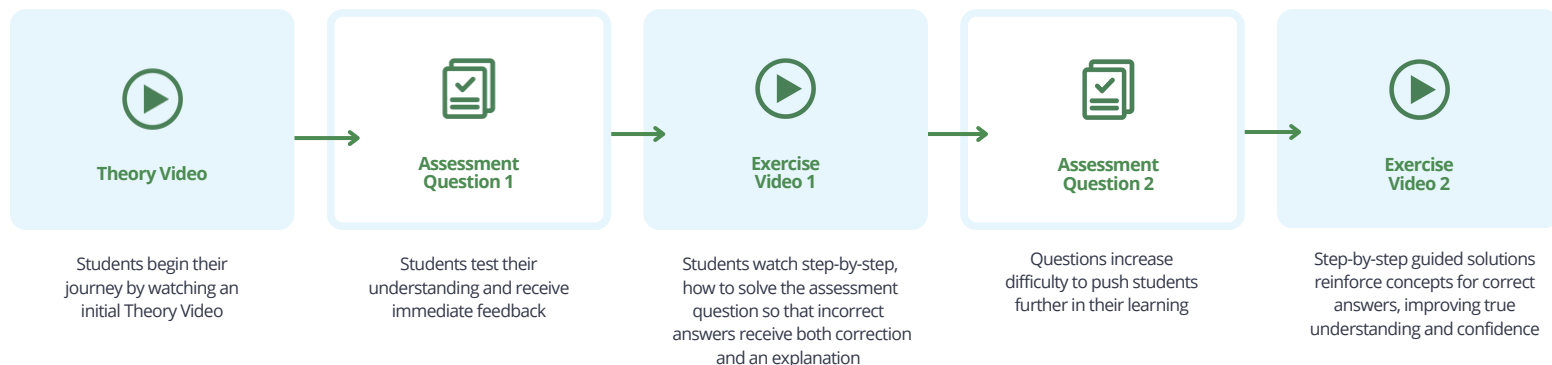 Theory Video
Students begin their
journey by watching an
initial Theory Video
Assessment
Question 1
Students test their
understanding and receive
immediate feedback
Exercise
Video 1
Students watch step-by-step,
how to solve the assessment
question so that incorrect
answers receive both correction
and an explanation
Assessment
Question 2
Questions increase
difficulty to push students
further in their learning
Exercise
Video 2
Step-by-step guided solutions
reinforce concepts for correct
answers, improving true
understanding and confidence